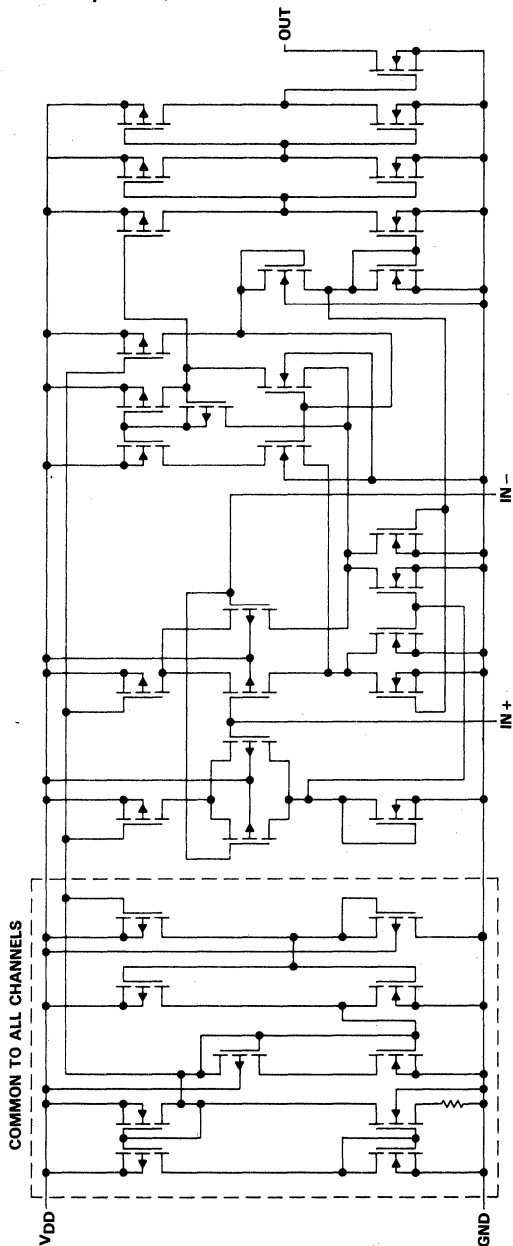 COMMON TO ALL CHANNELS
VDD
GND
IN+
IN−
OUT